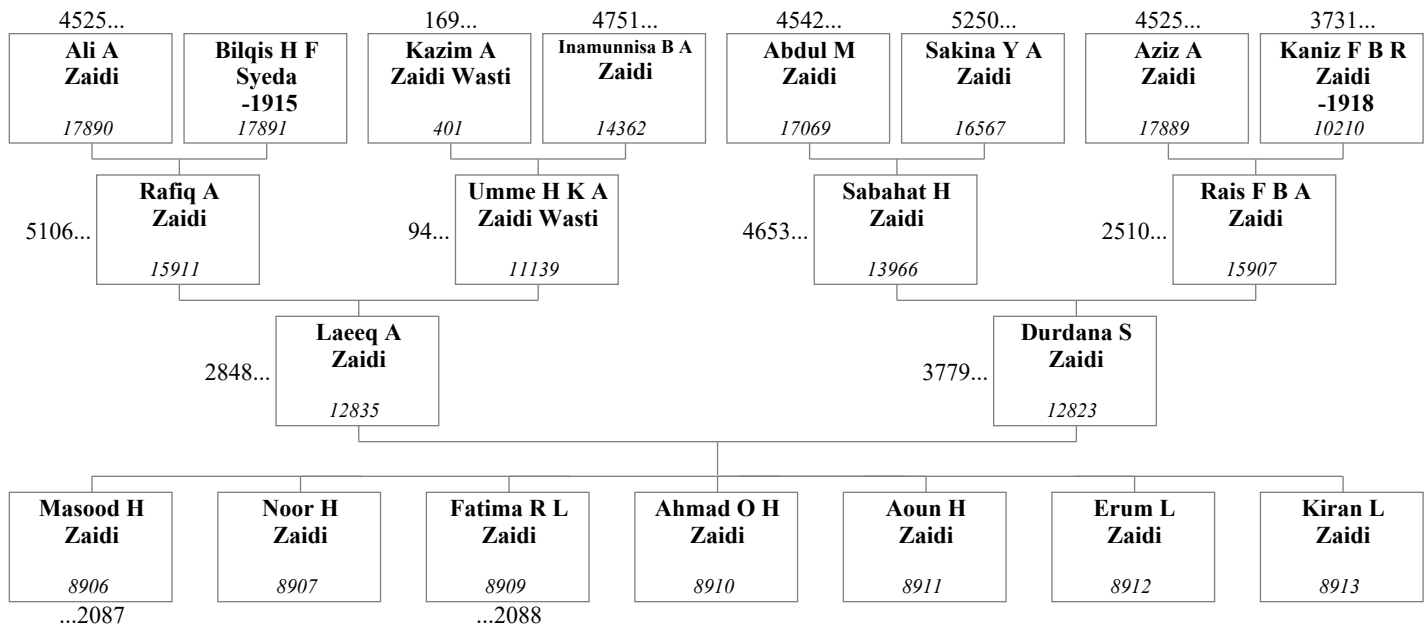 4525...
169...
4751...
4542...
5250...
4525...
3731...
Ali A
Zaidi
17890
Bilqis H F
Syeda
-1915
17891
Kazim A
Zaidi Wasti
401
Inamunnisa B A
Zaidi
14362
Abdul M
Zaidi
17069
Sakina Y A
Zaidi
16567
Aziz A
Zaidi
17889
Kaniz F B R
Zaidi
-1918
10210
5106...
Rafiq A
Zaidi
15911
94...
Umme H K A
Zaidi Wasti
11139
4653...
Sabahat H
Zaidi
13966
2510...
Rais F B A
Zaidi
15907
2848...
Laeeq A
Zaidi
12835
3779...
Durdana S
Zaidi
12823
Masood H
Zaidi
8906
...2087
Noor H
Zaidi
8907
Fatima R L
Zaidi
8909
...2088
Ahmad O H
Zaidi
8910
Aoun H
Zaidi
8911
Erum L
Zaidi
8912
Kiran L
Zaidi
8913